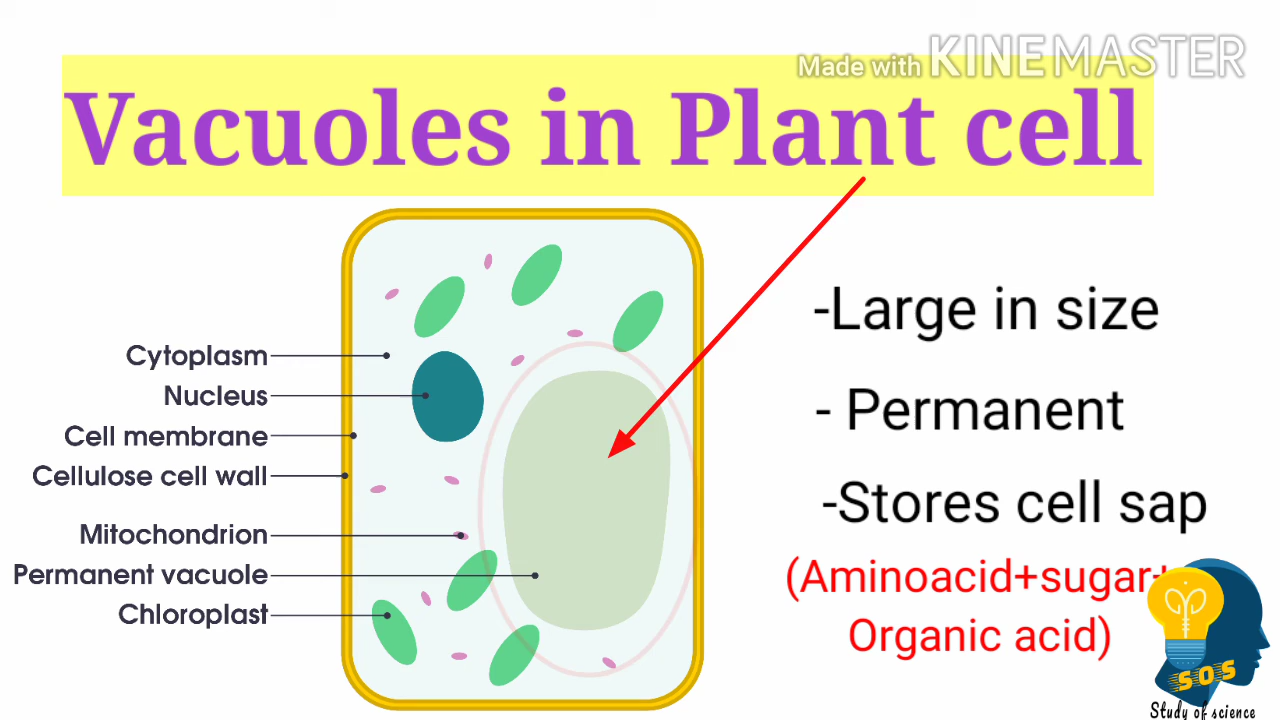 Made with KINEMASTER
Vacuoles in Plant cell
Cytoplasm
Nucleus
Cell membrane
Cellulose cell wall
Mitochondrion
Permanent vacuole
Chloroplast
-Large in size
- Permanent
-Stores cell sap
(Aminoacid+sugar+
Organic acid)
SOS
Study of science